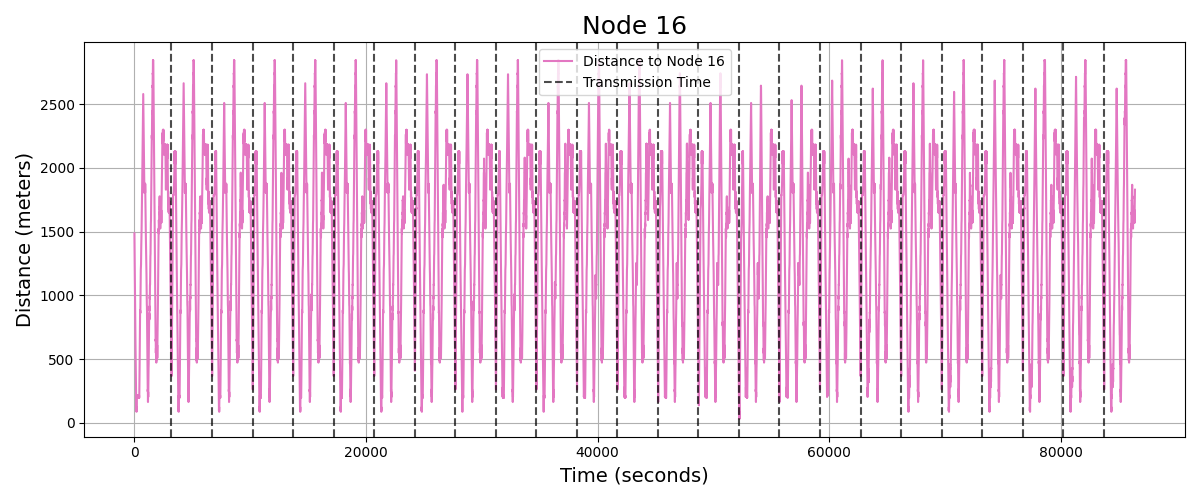 Node 16
Distance to Node 16
Transmission Time
Distance (meters)
2500
2000
1500
1000
500
0
0 20000 40000 60000 80000
Time (seconds)